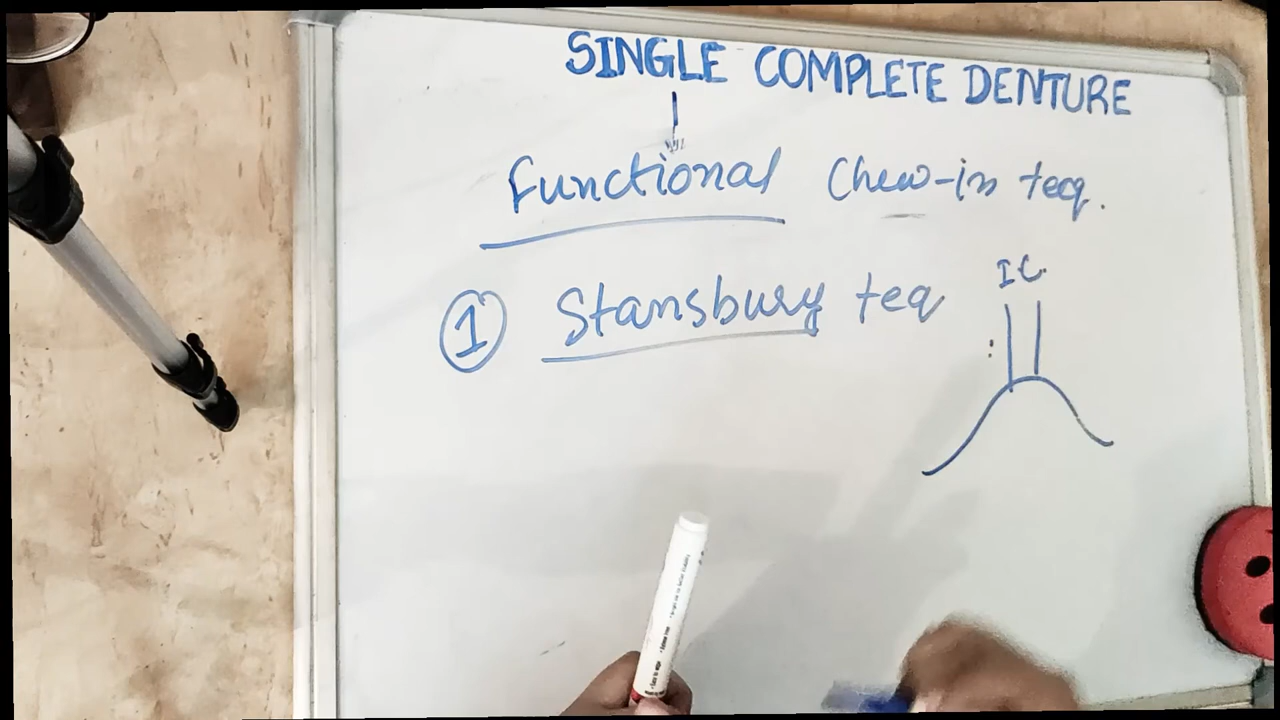 SINGLE COMPLETE DENTURE
Functional Chew-in teq.
1 Stansbury teq
IC.